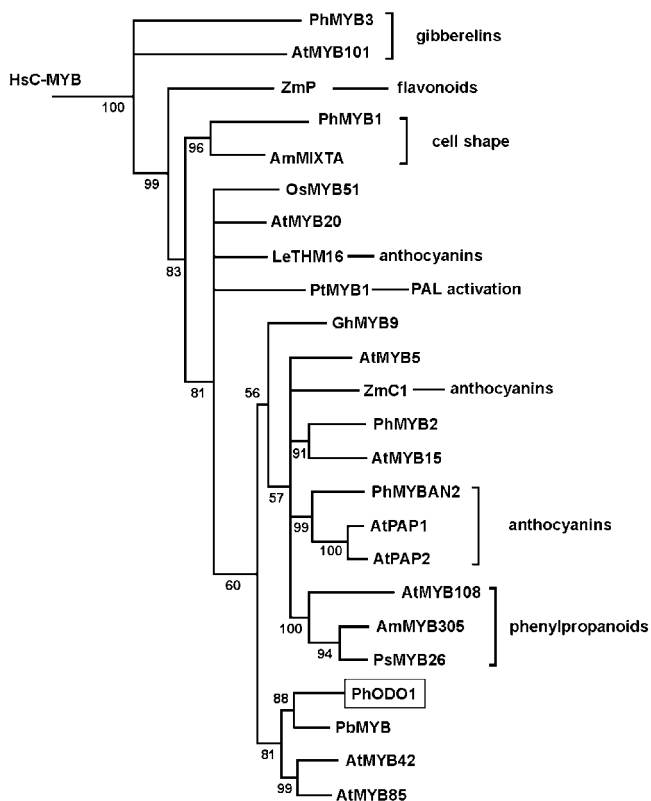 PhMYB3
gibberelins
AtMYB101
HsC-MYB
ZmP flavonoids
100
PhMYB1
cell shape
96
AmMIXTA
99
OsMYB51
AtMYB20
LeTHM16 anthocyanins
83
PtMYB1 PAL activation
GhMYB9
AtMYB5
81
56
ZmC1 anthocyanins
PhMYB2
91
AtMYB15
57
PhMYBAN2
99
AtPAP1
anthocyanins
100
AtPAP2
60
AtMYB108
100
AmMYB305
phenylpropanoids
94
PsMYB26
88
PhODO1
PbMYB
81
AtMYB42
99
AtMYB85